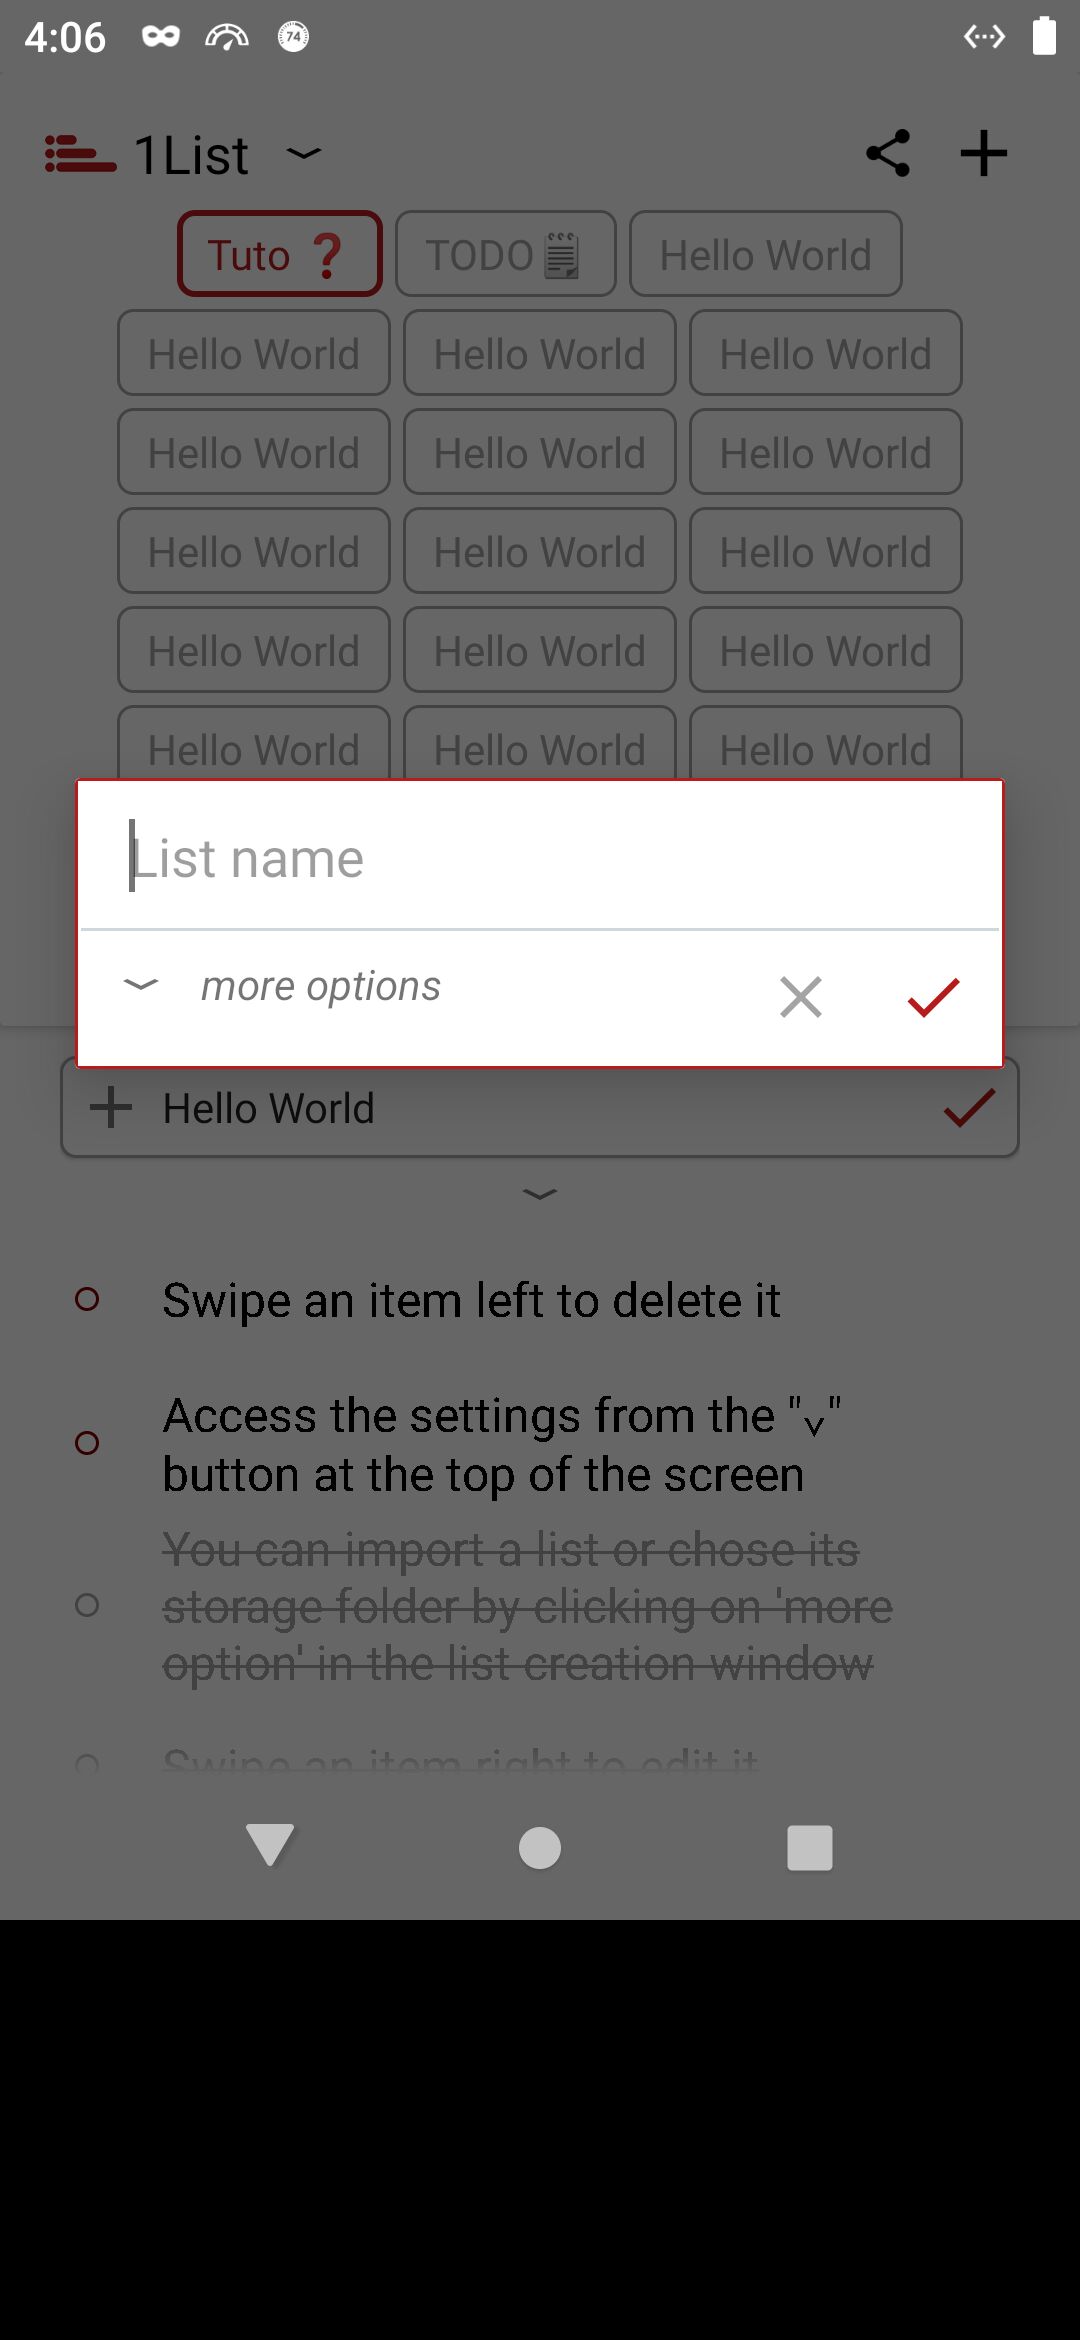 4:06
74
1List
Tuto ❓ TODO🗒 Hello World
Hello World Hello World Hello World
Hello World Hello World Hello World
Hello World Hello World Hello World
Hello World Hello World Hello World
Hello World Hello World Hello World
List name
more options
Hello World
Swipe an item left to delete it
Access the settings from the "⌄"
button at the top of the screen
You can import a list or chose its
storage folder by clicking on 'more
option' in the list creation window
Swipe an item right to edit it